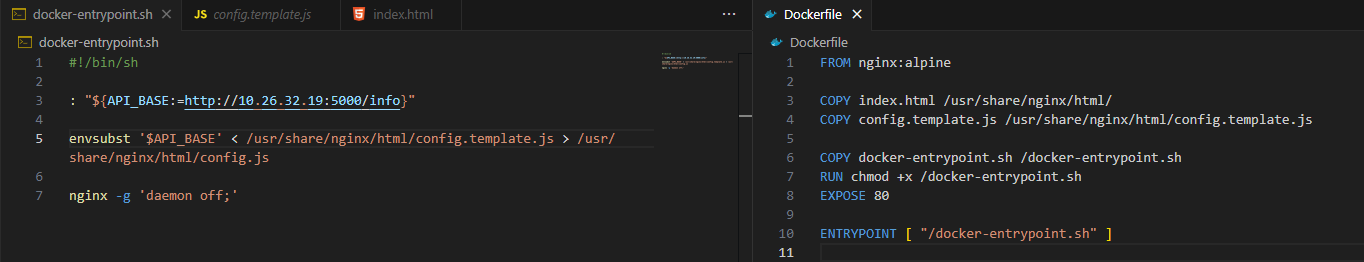 docker-entrypoint.sh
JS config.template.js
index.html
docker-entrypoint.sh
1 #!/bin/sh
2
3 : "${API_BASE:=http://10.26.32.19:5000/info}"
4
5 envsubst '$API_BASE' < /usr/share/nginx/html/config.template.js > /usr/
share/nginx/html/config.js
6
7 nginx -g 'daemon off;'
Dockerfile
Dockerfile
1 FROM nginx:alpine
2
3 COPY index.html /usr/share/nginx/html/
4 COPY config.template.js /usr/share/nginx/html/config.template.js
5
6 COPY docker-entrypoint.sh /docker-entrypoint.sh
7 RUN chmod +x /docker-entrypoint.sh
8 EXPOSE 80
9
10 ENTRYPOINT [ "/docker-entrypoint.sh" ]
11